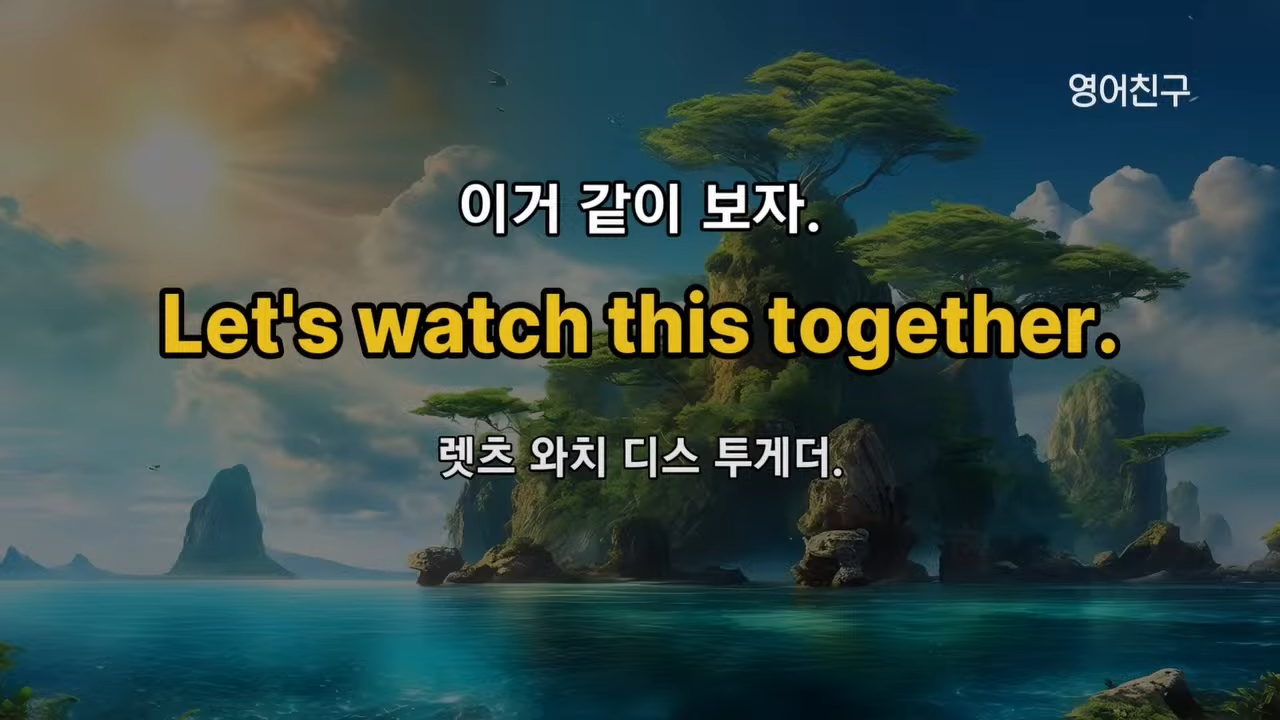 영어친구
이거 같이 보자.
Let's watch this together.
렛츠 와치 디스 투게더.